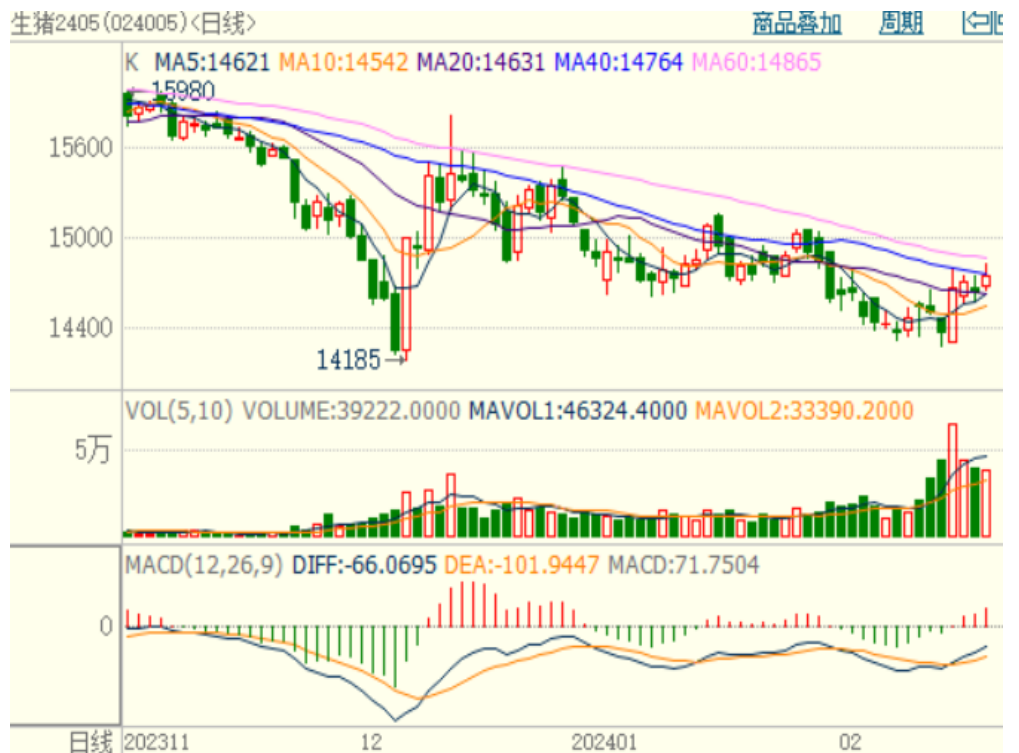 生猪2405(024005)<日线> 商品叠加 周期
K MA5:14621 MA10:14542 MA20:14631 MA40:14764 MA60:14865
15980
15600
15000
14400
14185
VOL(5,10) VOLUME:39222.0000 MAVOL1:46324.4000 MAVOL2:33390.2000
5万
MACD(12,26,9) DIFF:-66.0695 DEA:-101.9447 MACD:71.7504
0
日线 202311 12 202401 02